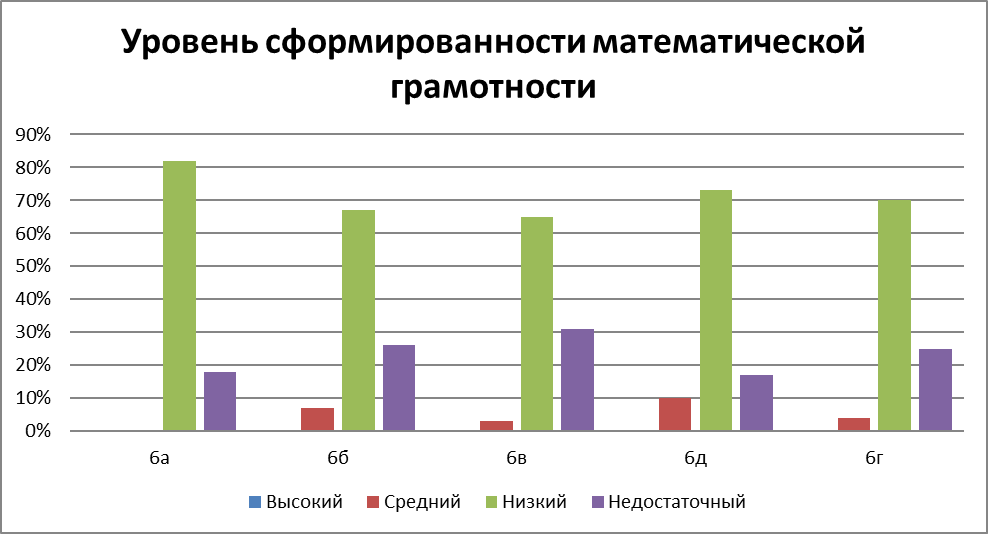 Уровень сформированности математической
грамотности
90%
80%
70%
60%
50%
40%
30%
20%
10%
0%
6а 6б 6в 6д 6г
Высокий Средний Низкий Недостаточный